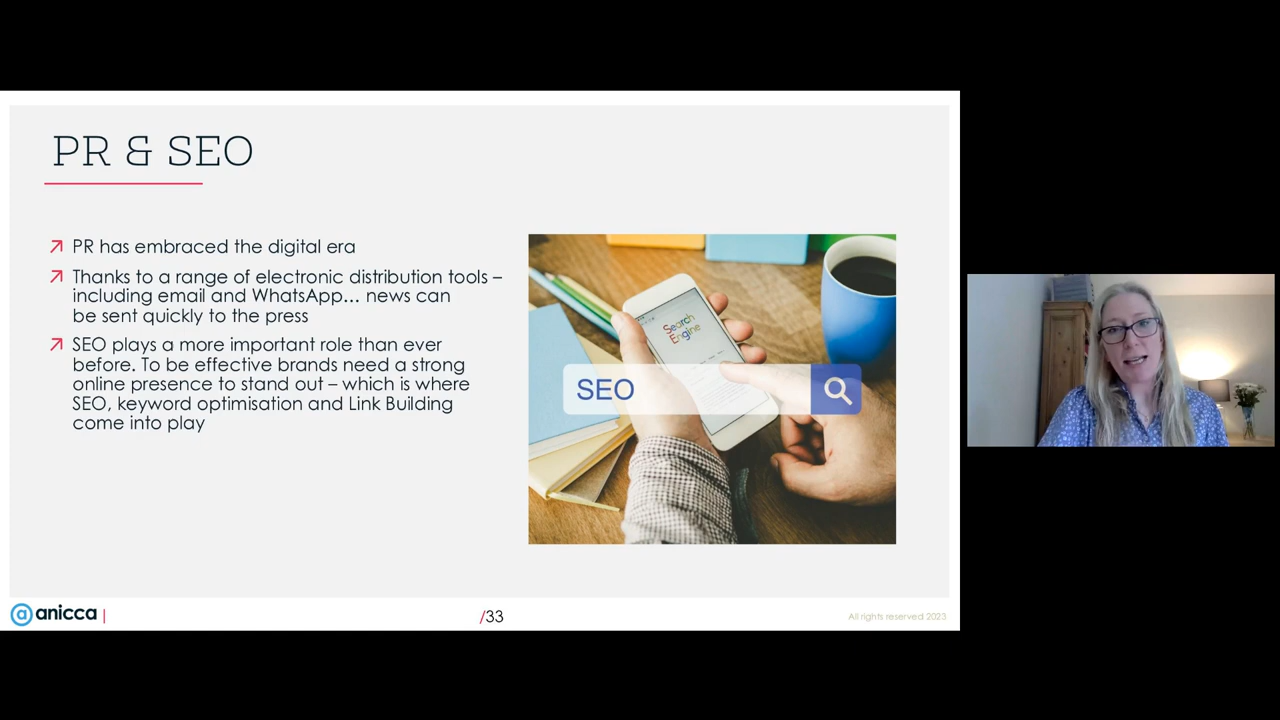 PR & SEO
PR has embraced the digital era
Thanks to a range of electronic distribution tools –
including email and WhatsApp... news can
be sent quickly to the press
SEO plays a more important role than ever
before. To be effective brands need a strong
online presence to stand out – which is where
SEO, keyword optimisation and Link Building
come into play
Search
Engine
SEO
@anicca |
/33
All rights reserved 2023